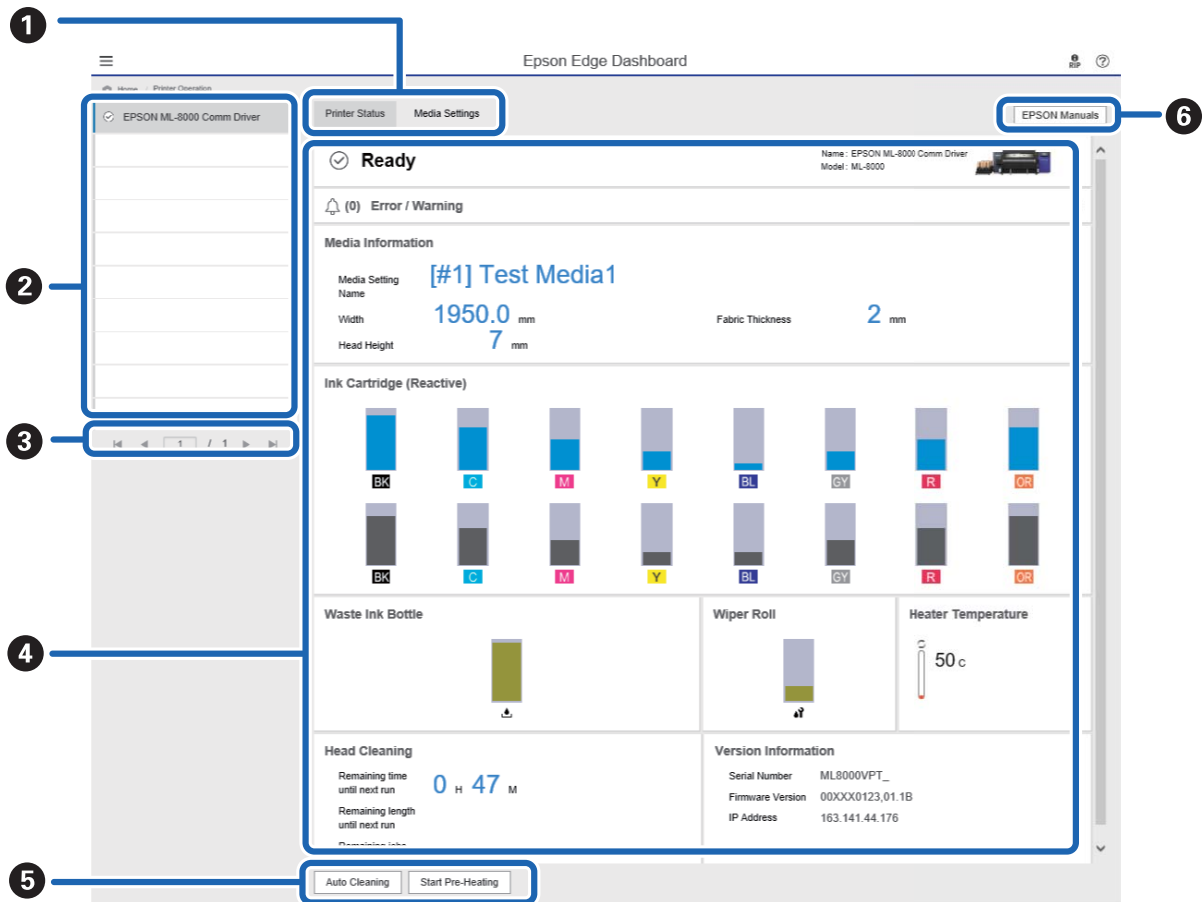 1
Epson Edge Dashboard
RIP
Home / Printer Operation
2
EPSON ML-8000 Comm Driver
Printer Status Media Settings
EPSON Manuals
6
Ready
Name : EPSON ML-8000 Comm Driver
Model : ML-8000
(0) Error / Warning
Media Information
Media Setting
Name
[#1] Test Media1
Width 1950.0 mm
Fabric Thickness 2 mm
Head Height 7 mm
Ink Cartridge (Reactive)
3
1 / 1
BK C M Y BL GY R OR
BK C M Y BL GY R OR
4
Waste Ink Bottle
Wiper Roll
Heater Temperature
50 c
Head Cleaning
Remaining time
until next run
0 H 47 M
Remaining length
until next run
Remaining jobs
Version Information
Serial Number ML8000VPT_
Firmware Version 00XXX0123,01.1B
IP Address 163.141.44.176
5
Auto Cleaning Start Pre-Heating